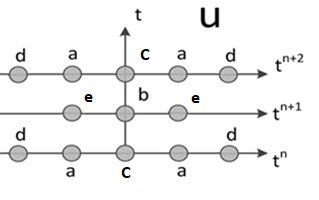 t u
d a c a d t^{n+2}
e b e t^{n+1}
d d t^n
a c a